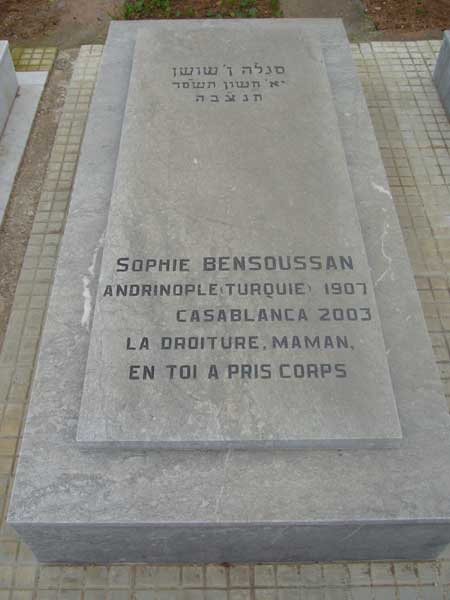 סגלה ן׳ שושן
יא׳ חשון תשסד
תנצבה
SOPHIE BENSOUSSAN
ANDRINOPLE (TURQUIE) 1907
CASABLANCA 2003
LA DROITURE, MAMAN,
EN TOI A PRIS CORPS